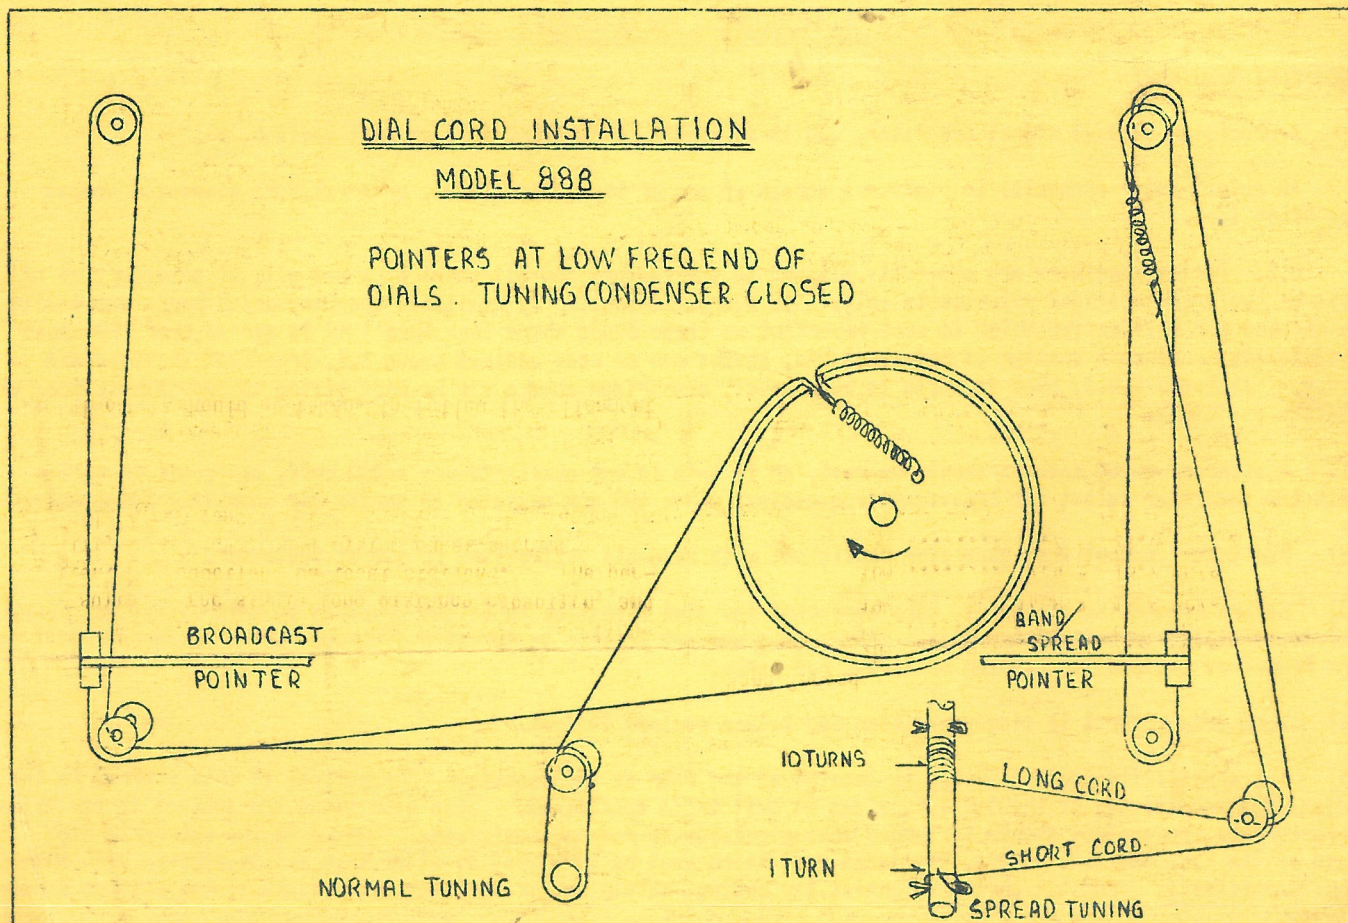 DIAL CORD INSTALLATION
MODEL 888
POINTERS AT LOW FREQ END OF
DIALS. TUNING CONDENSER CLOSED
BROADCAST
POINTER
BAND/
SPREAD
POINTER
10 TURNS
LONG CORD
1 TURN
SHORT CORD
NORMAL TUNING
SPREAD TUNING